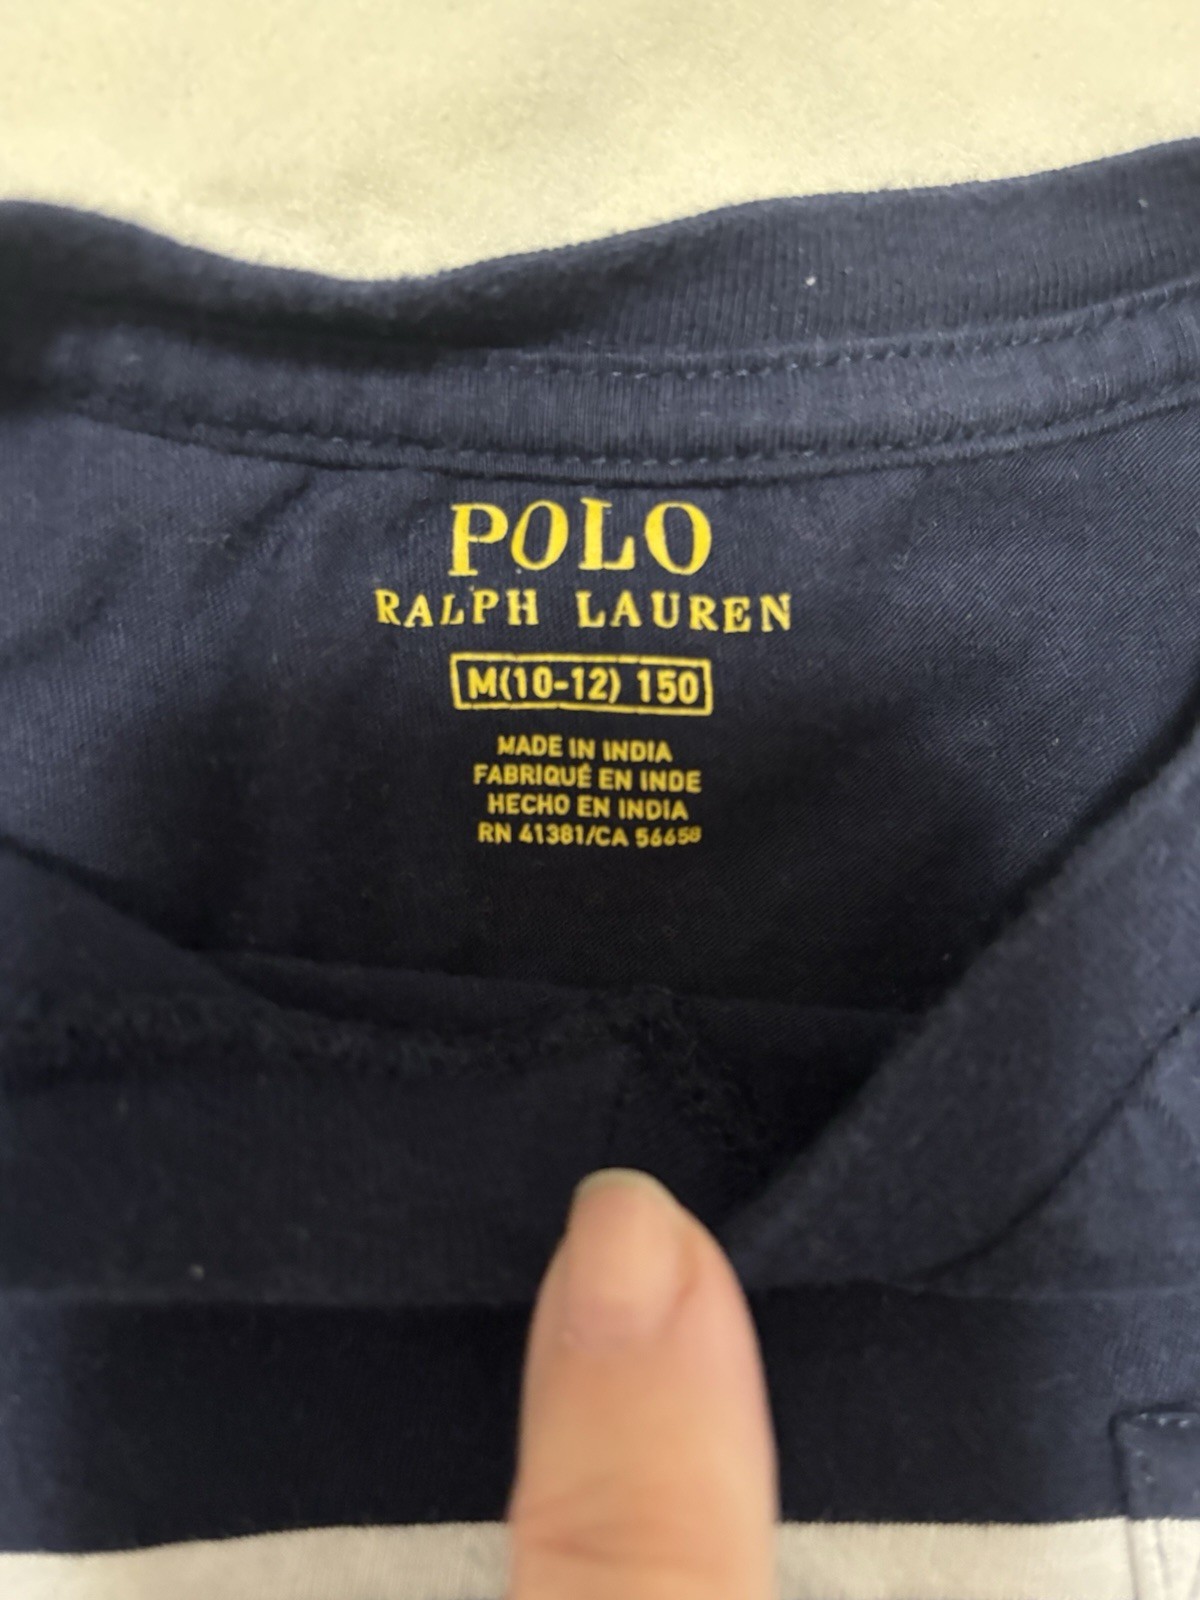 POLO
RALPH LAUREN
M(10-12) 150
MADE IN INDIA
FABRIQUÉ EN INDE
HECHO EN INDIA
RN 41381/CA 56658